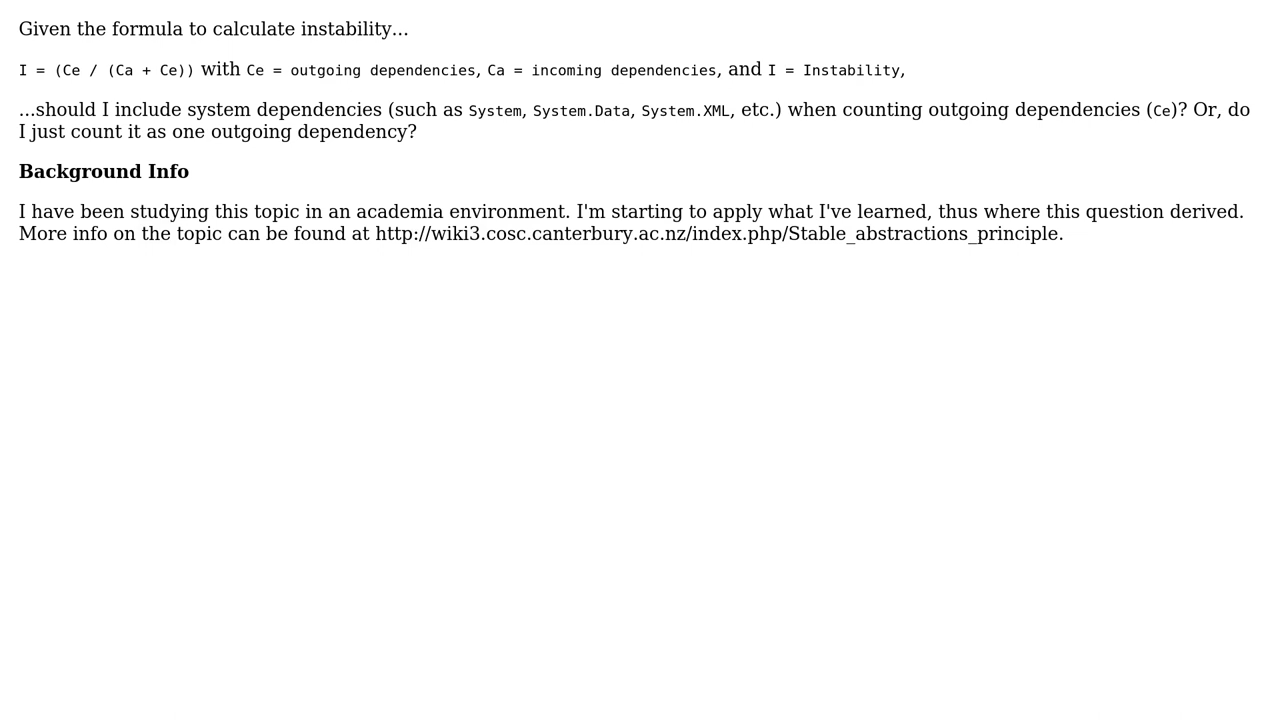 Given the formula to calculate instability...
I = (Ce / (Ca + Ce)) with Ce = outgoing dependencies, Ca = incoming dependencies, and I = Instability,
...should I include system dependencies (such as System, System.Data, System.XML, etc.) when counting outgoing dependencies (Ce)? Or, do
I just count it as one outgoing dependency?
Background Info
I have been studying this topic in an academia environment. I'm starting to apply what I've learned, thus where this question derived.
More info on the topic can be found at http://wiki3.cosc.canterbury.ac.nz/index.php/Stable_abstractions_principle.